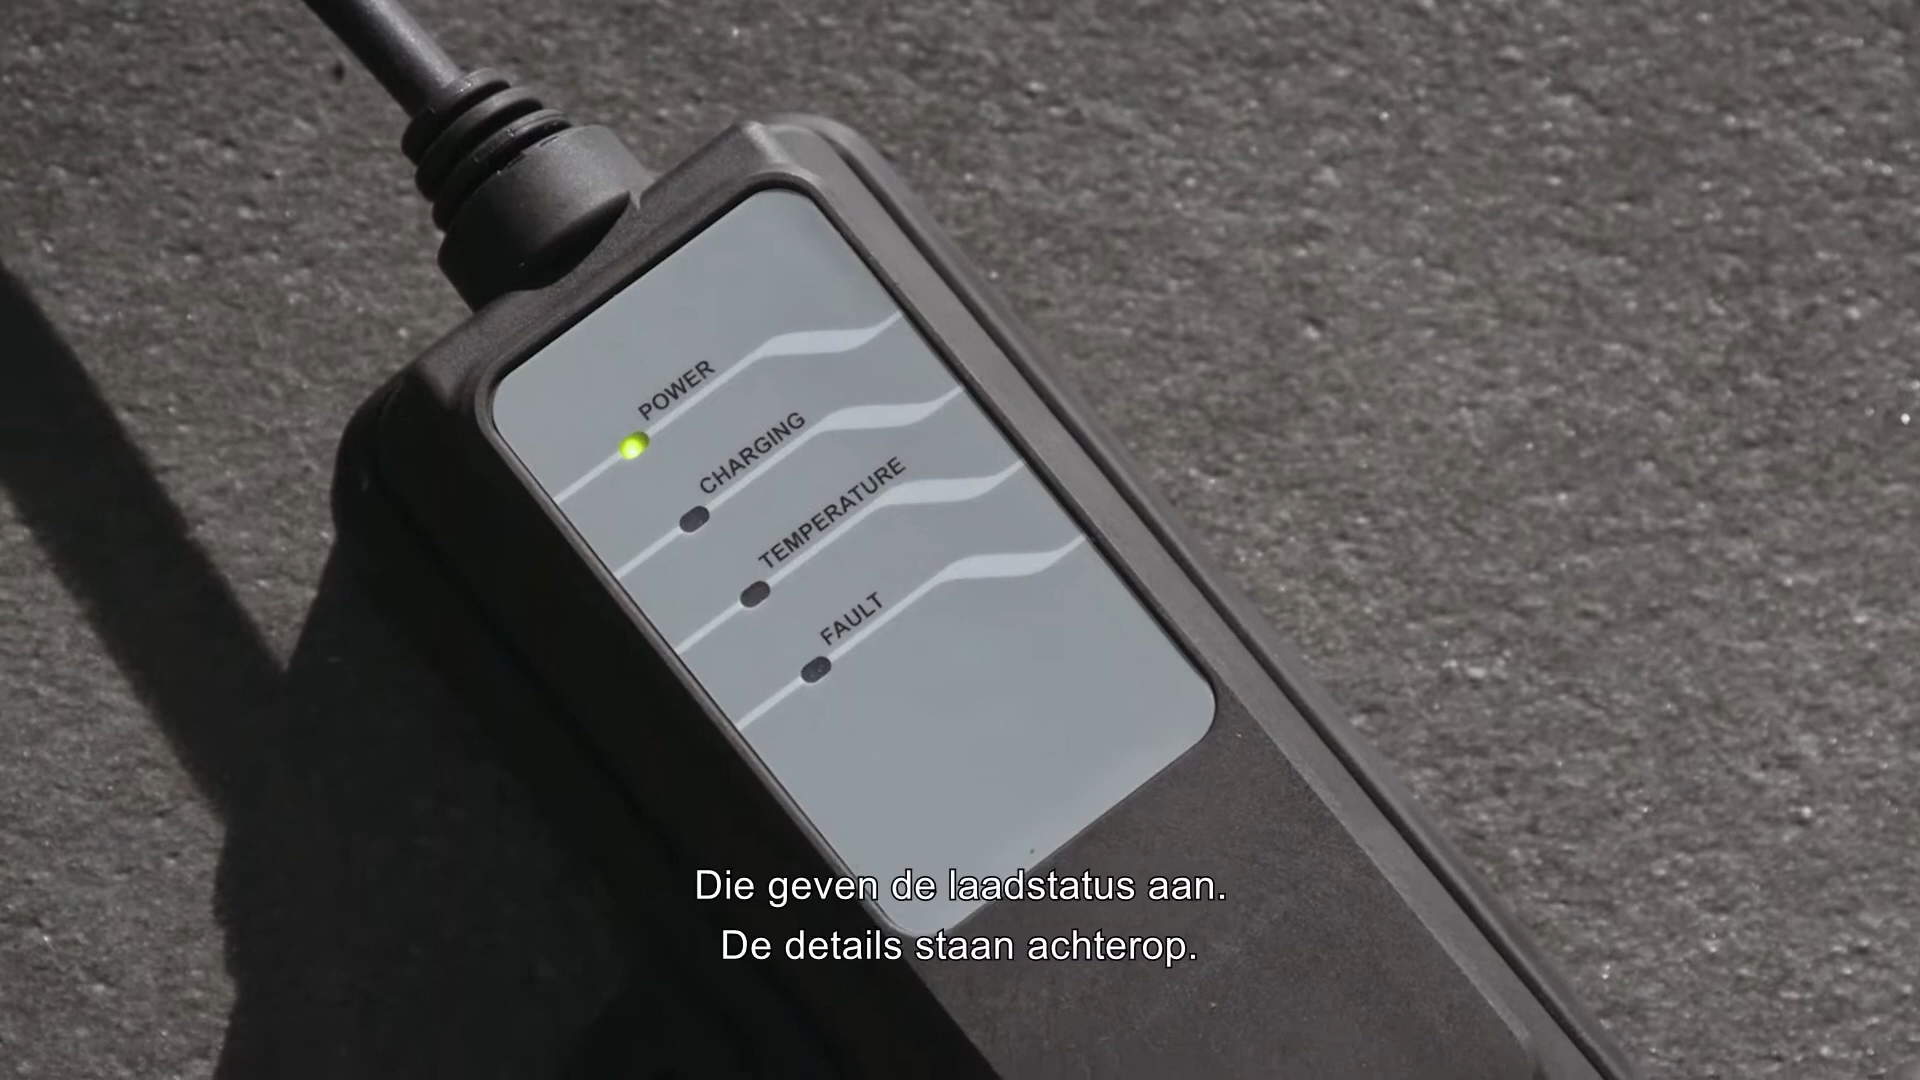 POWER
CHARGING
TEMPERATURE
FAULT
Die geven de laadstatus aan.
De details staan achterop.